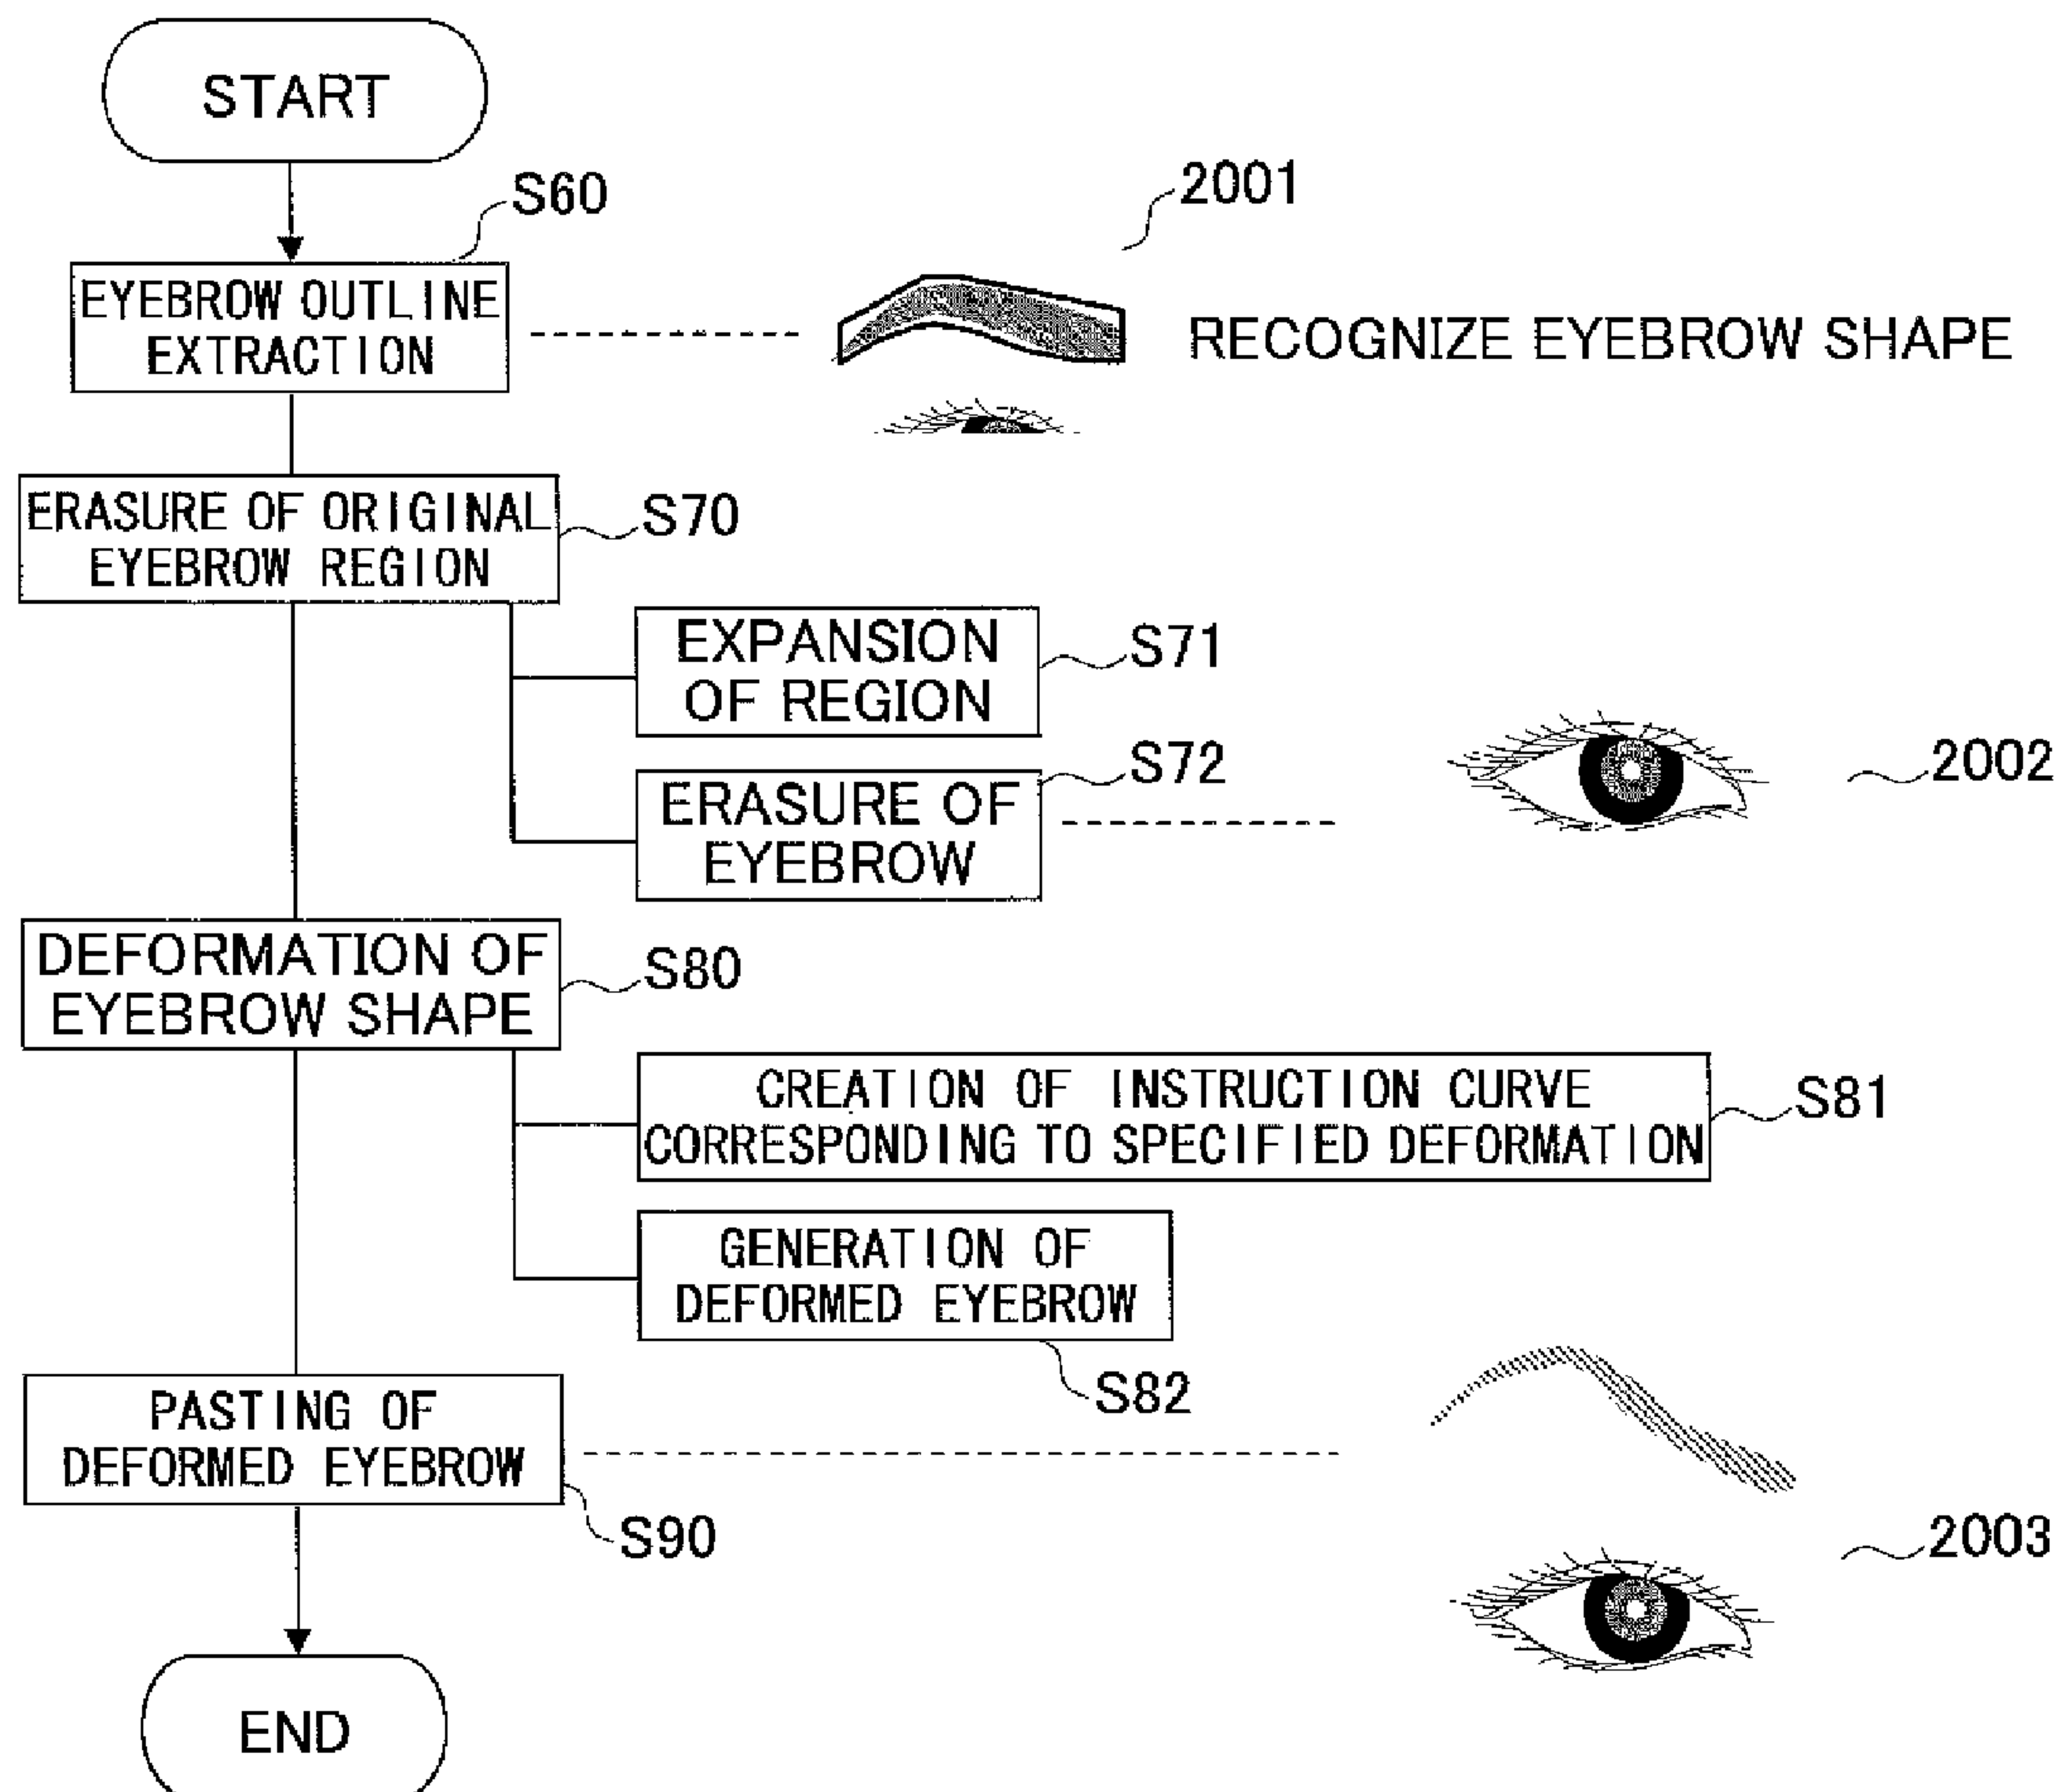 START
S60
2001
EYEBROW OUTLINE
EXTRACTION
RECOGNIZE EYEBROW SHAPE
ERASURE OF ORIGINAL
EYEBROW REGION
S70
EXPANSION
OF REGION
S71
ERASURE OF
EYEBROW
S72
2002
DEFORMATION OF
EYEBROW SHAPE
S80
CREATION OF INSTRUCTION CURVE
CORRESPONDING TO SPECIFIED DEFORMATION
S81
GENERATION OF
DEFORMED EYEBROW
S82
PASTING OF
DEFORMED EYEBROW
S90
2003
END